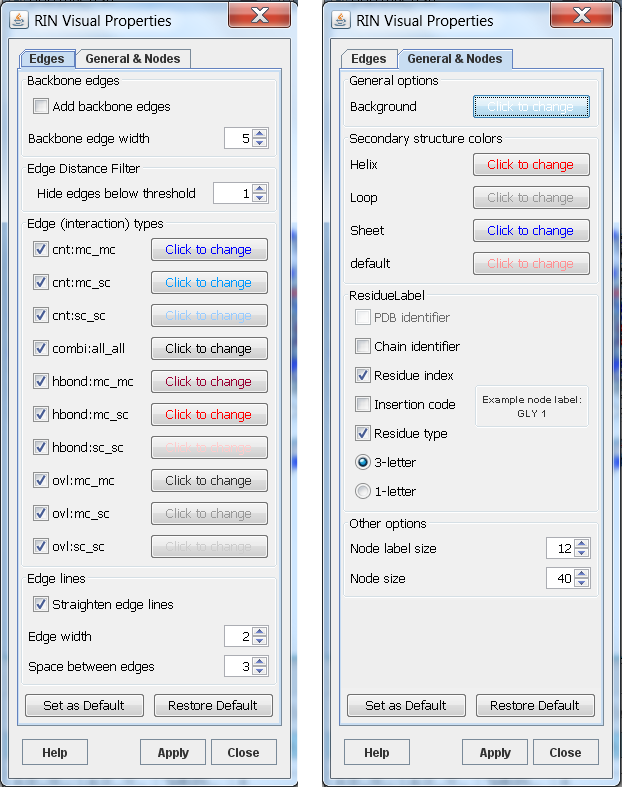 RIN Visual Properties
Edges General & Nodes
Backbone edges
Add backbone edges
Backbone edge width 5
Edge Distance Filter
Hide edges below threshold 1
Edge (interaction) types
cnt:mc_mc Click to change
cnt:mc_sc Click to change
cnt:sc_sc Click to change
combi:all_all Click to change
hbond:mc_mc Click to change
hbond:mc_sc Click to change
hbond:sc_sc Click to change
ovl:mc_mc Click to change
ovl:mc_sc Click to change
ovl:sc_sc Click to change
Edge lines
Straighten edge lines
Edge width 2
Space between edges 3
Set as Default Restore Default
Help Apply Close
RIN Visual Properties
Edges General & Nodes
General options
Background Click to change
Secondary structure colors
Helix Click to change
Loop Click to change
Sheet Click to change
default Click to change
ResidueLabel
PDB identifier
Chain identifier
Residue index
Insertion code
Example node label:
GLY 1
Residue type
3-letter
1-letter
Other options
Node label size 12
Node size 40
Set as Default Restore Default
Help Apply Close